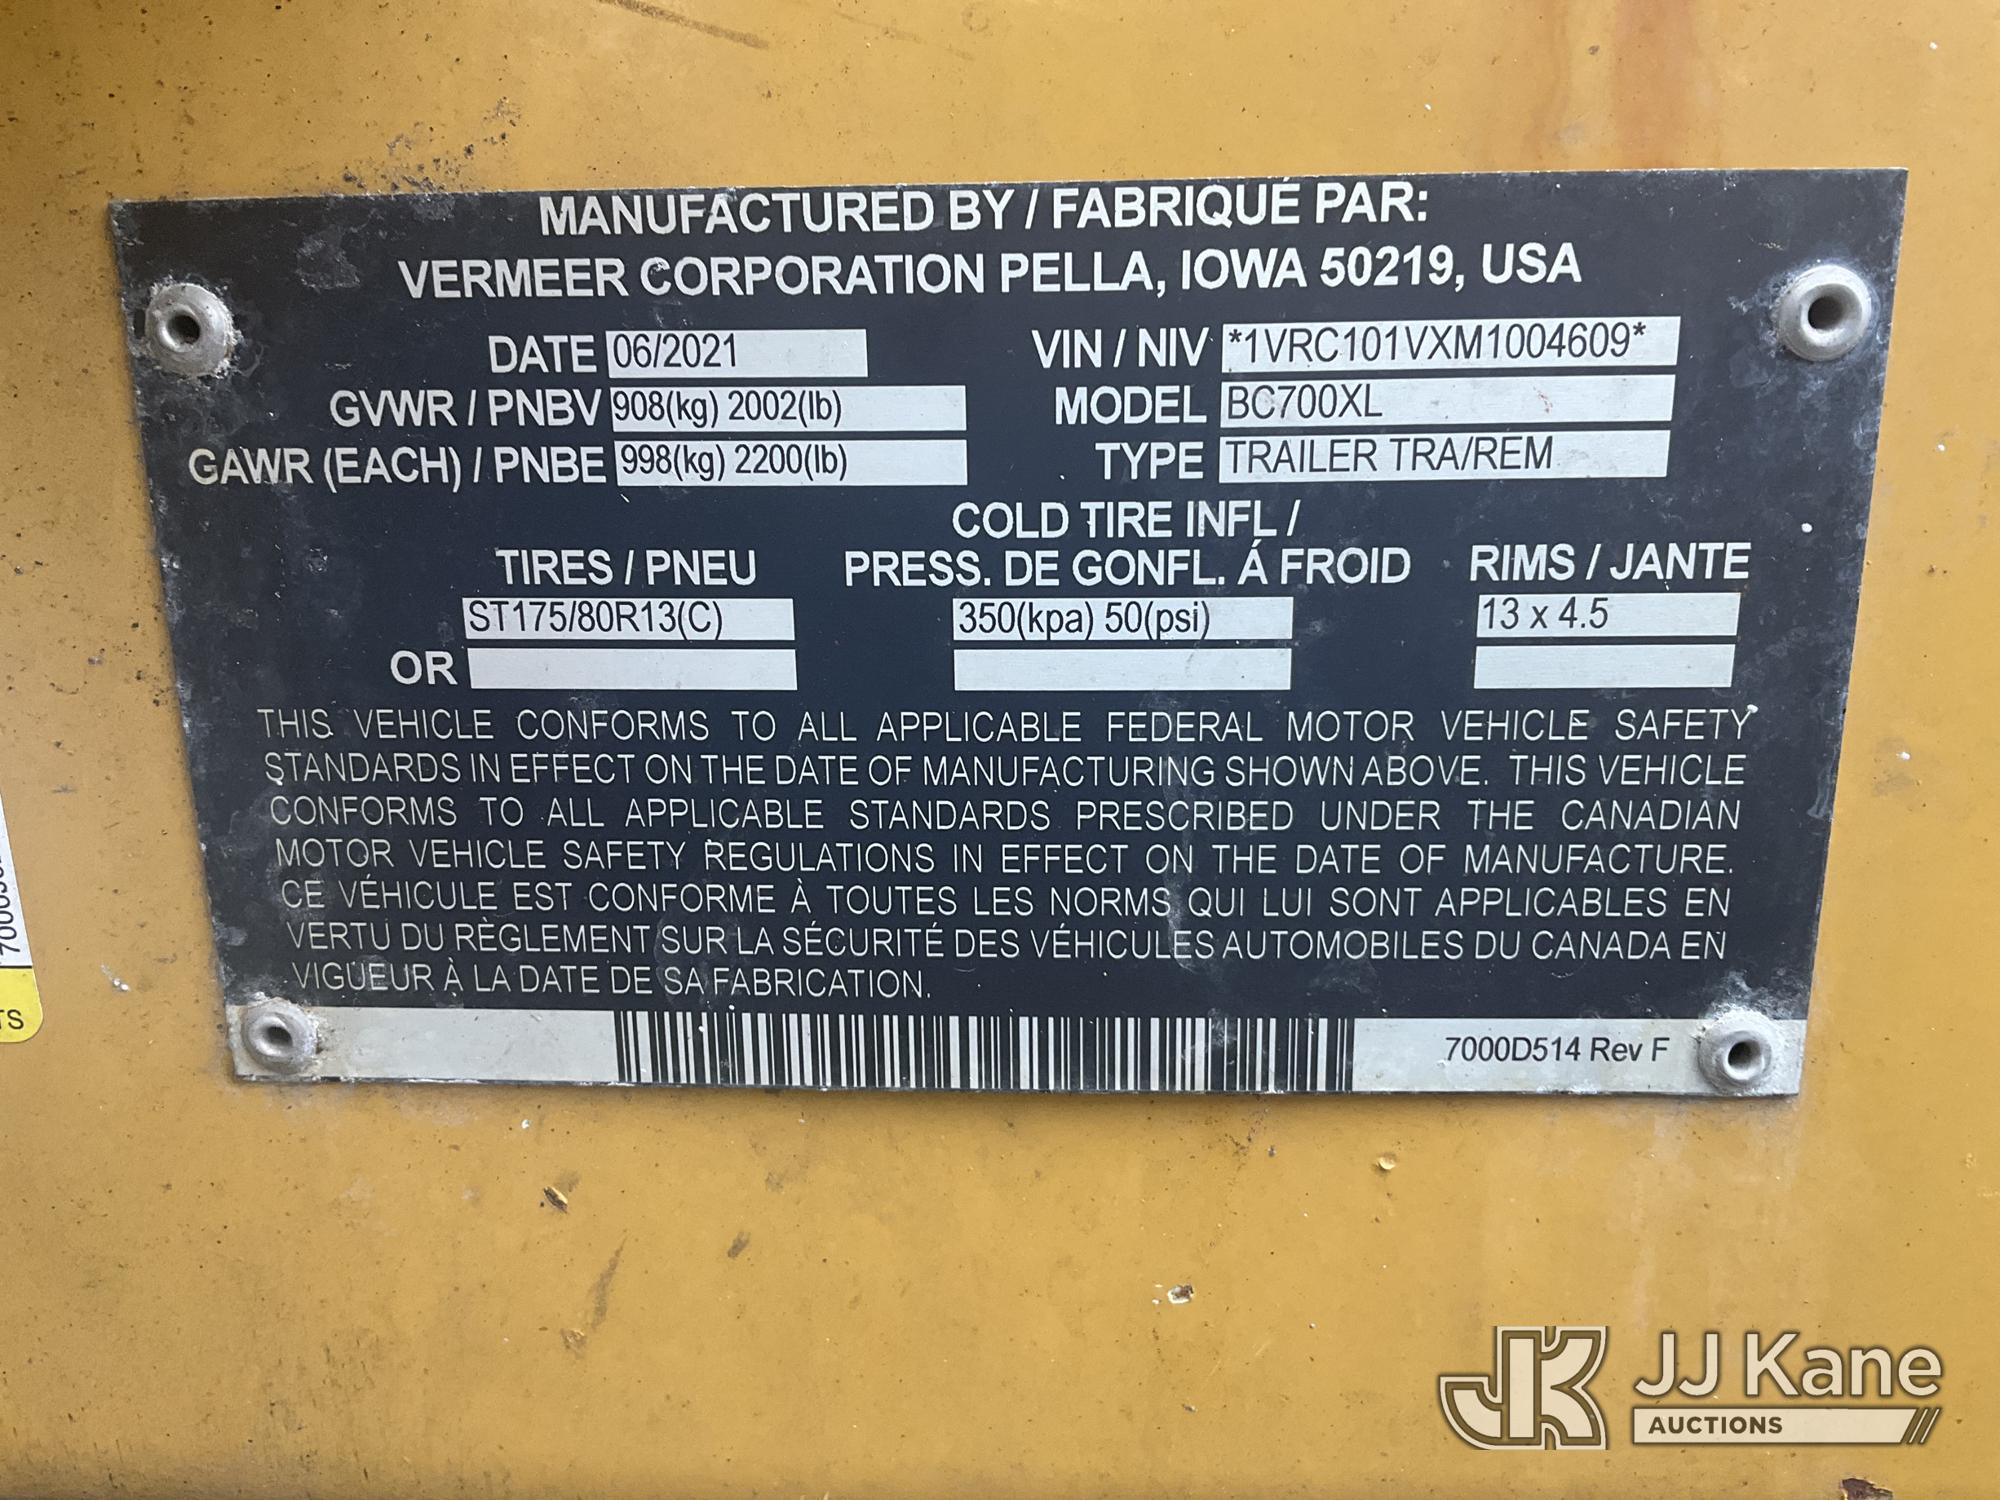 MANUFACTURED BY / FABRIQUÉ PAR:
VERMEER CORPORATION PELLA, IOWA 50219, USA
DATE 06/2021 VIN / NIV *1VRC101VXM1004609*
GVWR / PNBV 908(kg) 2002(lb) MODEL BC700XL
GAWR (EACH) / PNBE 998(kg) 2200(lb) TYPE TRAILER TRA/REM
COLD TIRE INFL /
TIRES / PNEU PRESS. DE GONFL. Á FROID RIMS / JANTE
ST175/80R13(C) 350(kpa) 50(psi) 13 x 4.5
OR
THIS VEHICLE CONFORMS TO ALL APPLICABLE FEDERAL MOTOR VEHICLE SAFETY
STANDARDS IN EFFECT ON THE DATE OF MANUFACTURING SHOWN ABOVE. THIS VEHICLE
CONFORMS TO ALL APPLICABLE STANDARDS PRESCRIBED UNDER THE CANADIAN
MOTOR VEHICLE SAFETY REGULATIONS IN EFFECT ON THE DATE OF MANUFACTURE.
CE VÉHICULE EST CONFORME À TOUTES LES NORMS QUI LUI SONT APPLICABLES EN
VERTU DU RÈGLEMENT SUR LA SÉCURITÉ DES VÉHICULES AUTOMOBILES DU CANADA EN
VIGUEUR À LA DATE DE SA FABRICATION.
7000D514 Rev F
TS
JK JJ Kane
AUCTIONS